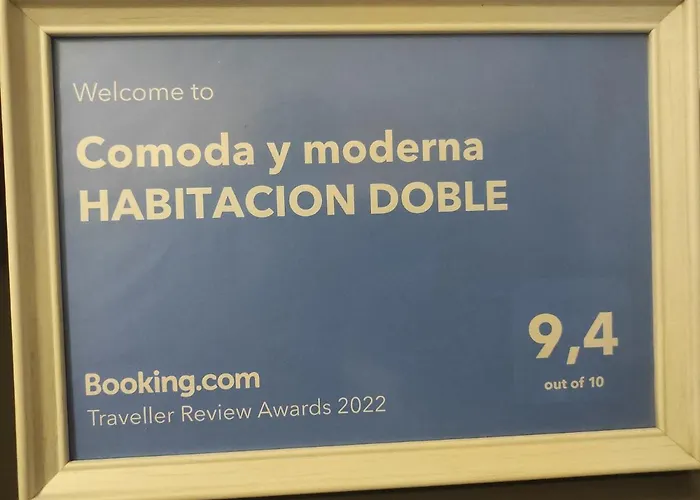 Welcome to
Comoda y moderna
HABITACION DOBLE
9,4
out of 10
Booking.com
Traveller Review Awards 2022